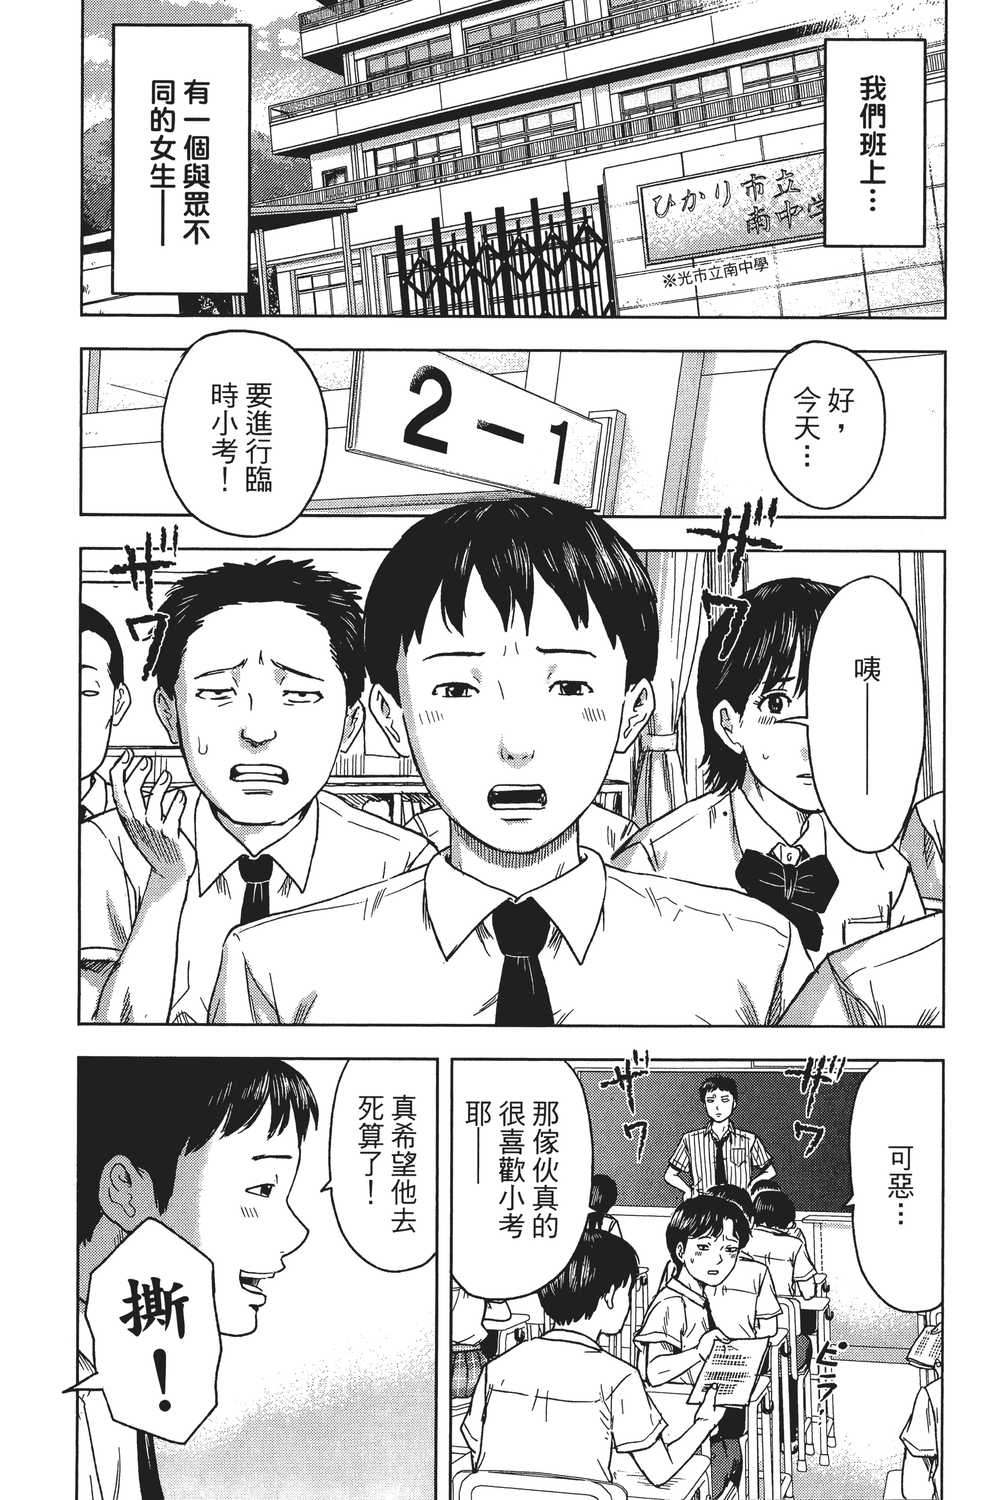 我們班上…
ひかり市立
南中学
※光市立南中學
有一個與眾不
同的女生——
好，
今天…
2－1
要進行臨
時小考！
ザワ
ザワ
咦——
可惡…
ザワ
ザワ
那傢伙真的
很喜歡小考
耶——
ピラ
真希望他去
死算了！
撕！